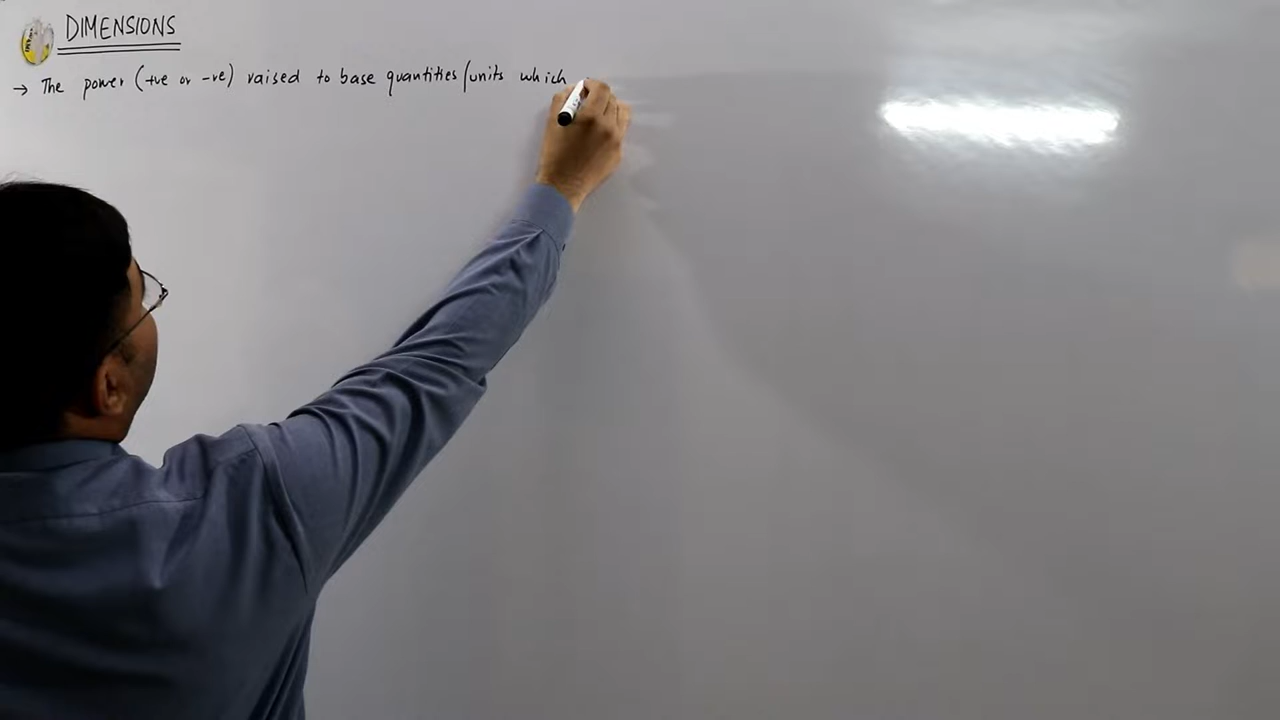 DIMENSIONS
→ The power (+ve or -ve) raised to base quantities/units which